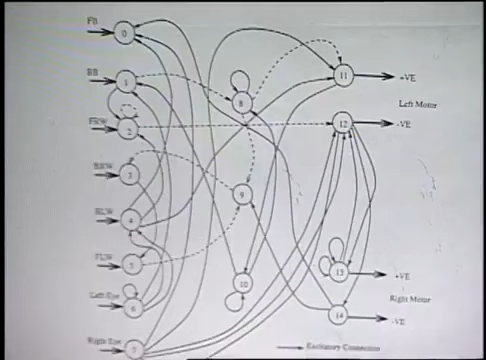 FB
0
BB
1
FRW
2
BRW
3
BLW
4
FLW
5
Left Eye
6
Right Eye
7
8
9
10
11
+VE
Left Motor
12
-VE
13
+VE
Right Motor
14
-VE
Excitatory Connection